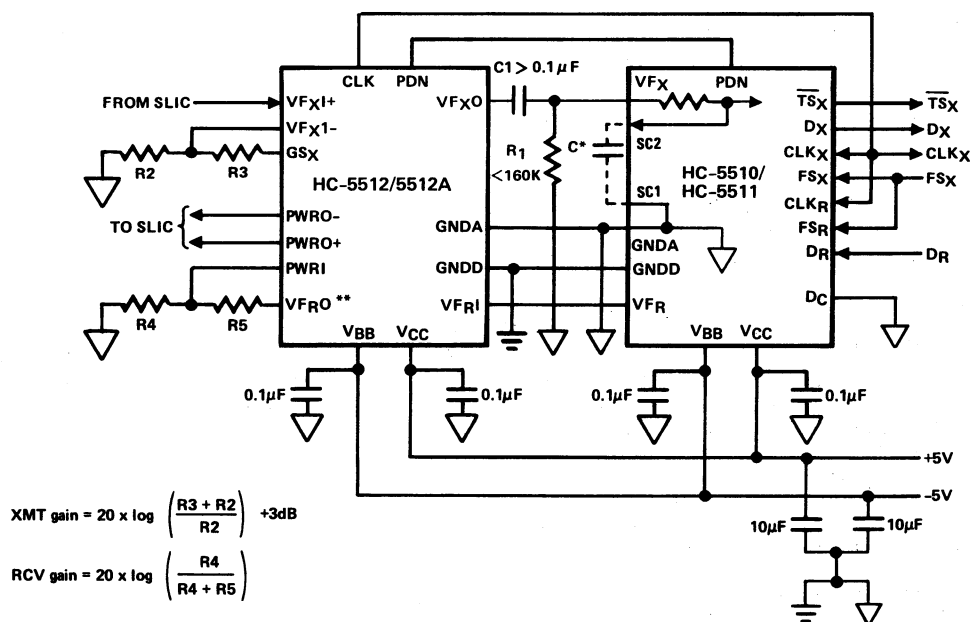 CLK PDN
C1 > 0.1 µF
VFX PDN
FROM SLIC
VFXI+
VFXO
VFX1-
GSX
R2 R3
HC-5512/5512A
R1
<160K
C*
SC2
SC1
HC-5510/
HC-5511
TSX TSX
DX DX
CLKX CLKX
FSX FSX
CLKR
FSR
DR DR
DC
TO SLIC
PWRO-
PWRO+
PWRI
VFRO **
R4 R5
GNDA GNDA
GNDD GNDD
VFRI VFR
VBB VCC
VBB VCC
0.1µF 0.1µF 0.1µF 0.1µF
+5V
-5V
10µF 10µF
XMT gain = 20 x log (R3 + R2 / R2) +3dB
RCV gain = 20 x log (R4 / R4 + R5)